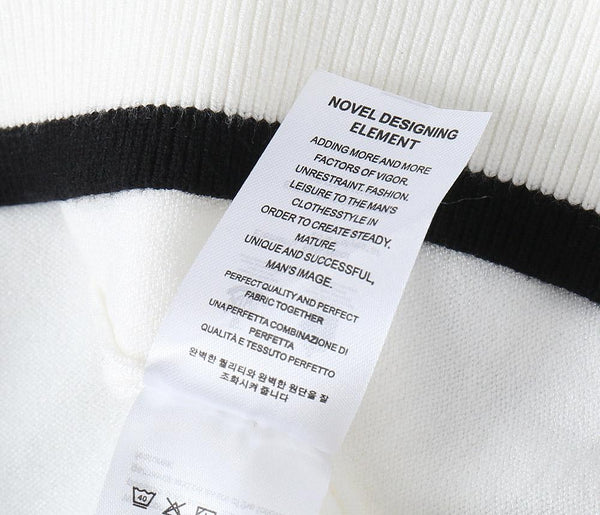 NOVEL DESIGNING
ELEMENT
ADDING MORE AND MORE
FACTORS OF VIGOR.
UNRESTRAINT. FASHION.
LEISURE TO THE MAN'S
CLOTHESSTYLE IN
ORDER TO CREATE STEADY.
MATURE.
UNIQUE AND SUCCESSFUL,
MAN'S IMAGE.
PERFECT QUALITY AND PERFECT
FABRIC TOGETHER
UNA PERFETTA COMBINAZIONE DI
PERFETTA
QUALITÀ E TESSUTO PERFETTO
완벽한 퀄리티와 완벽한 원단을 잘
조화시켜 줍니다
40